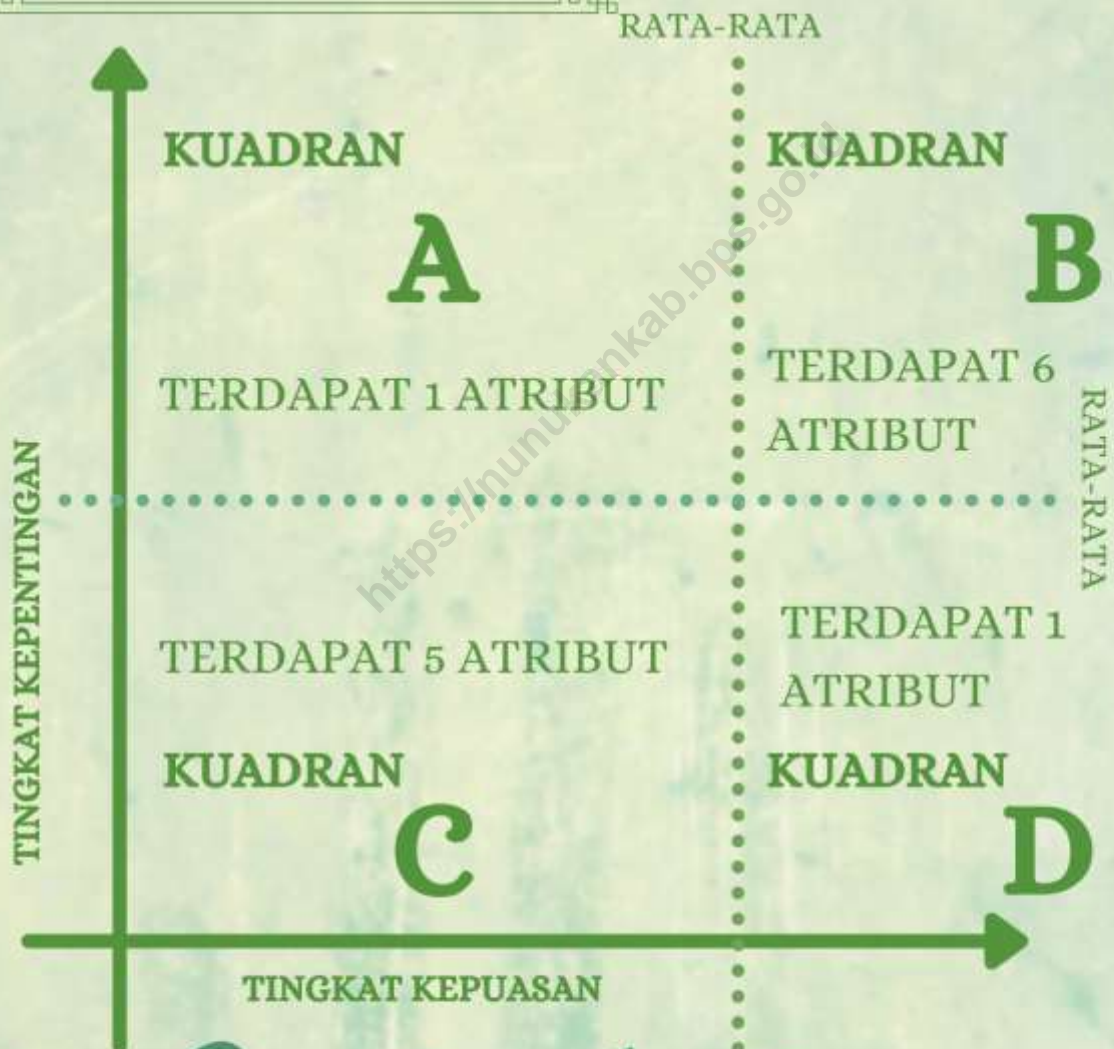 RATA-RATA
KUADRAN
A
TERDAPAT 1 ATRIBUT
KUADRAN
B
TERDAPAT 6
ATRIBUT
RATA-RATA
TINGKAT KEPENTINGAN
TERDAPAT 5 ATRIBUT
KUADRAN
C
TERDAPAT 1
ATRIBUT
KUADRAN
D
TINGKAT KEPUASAN